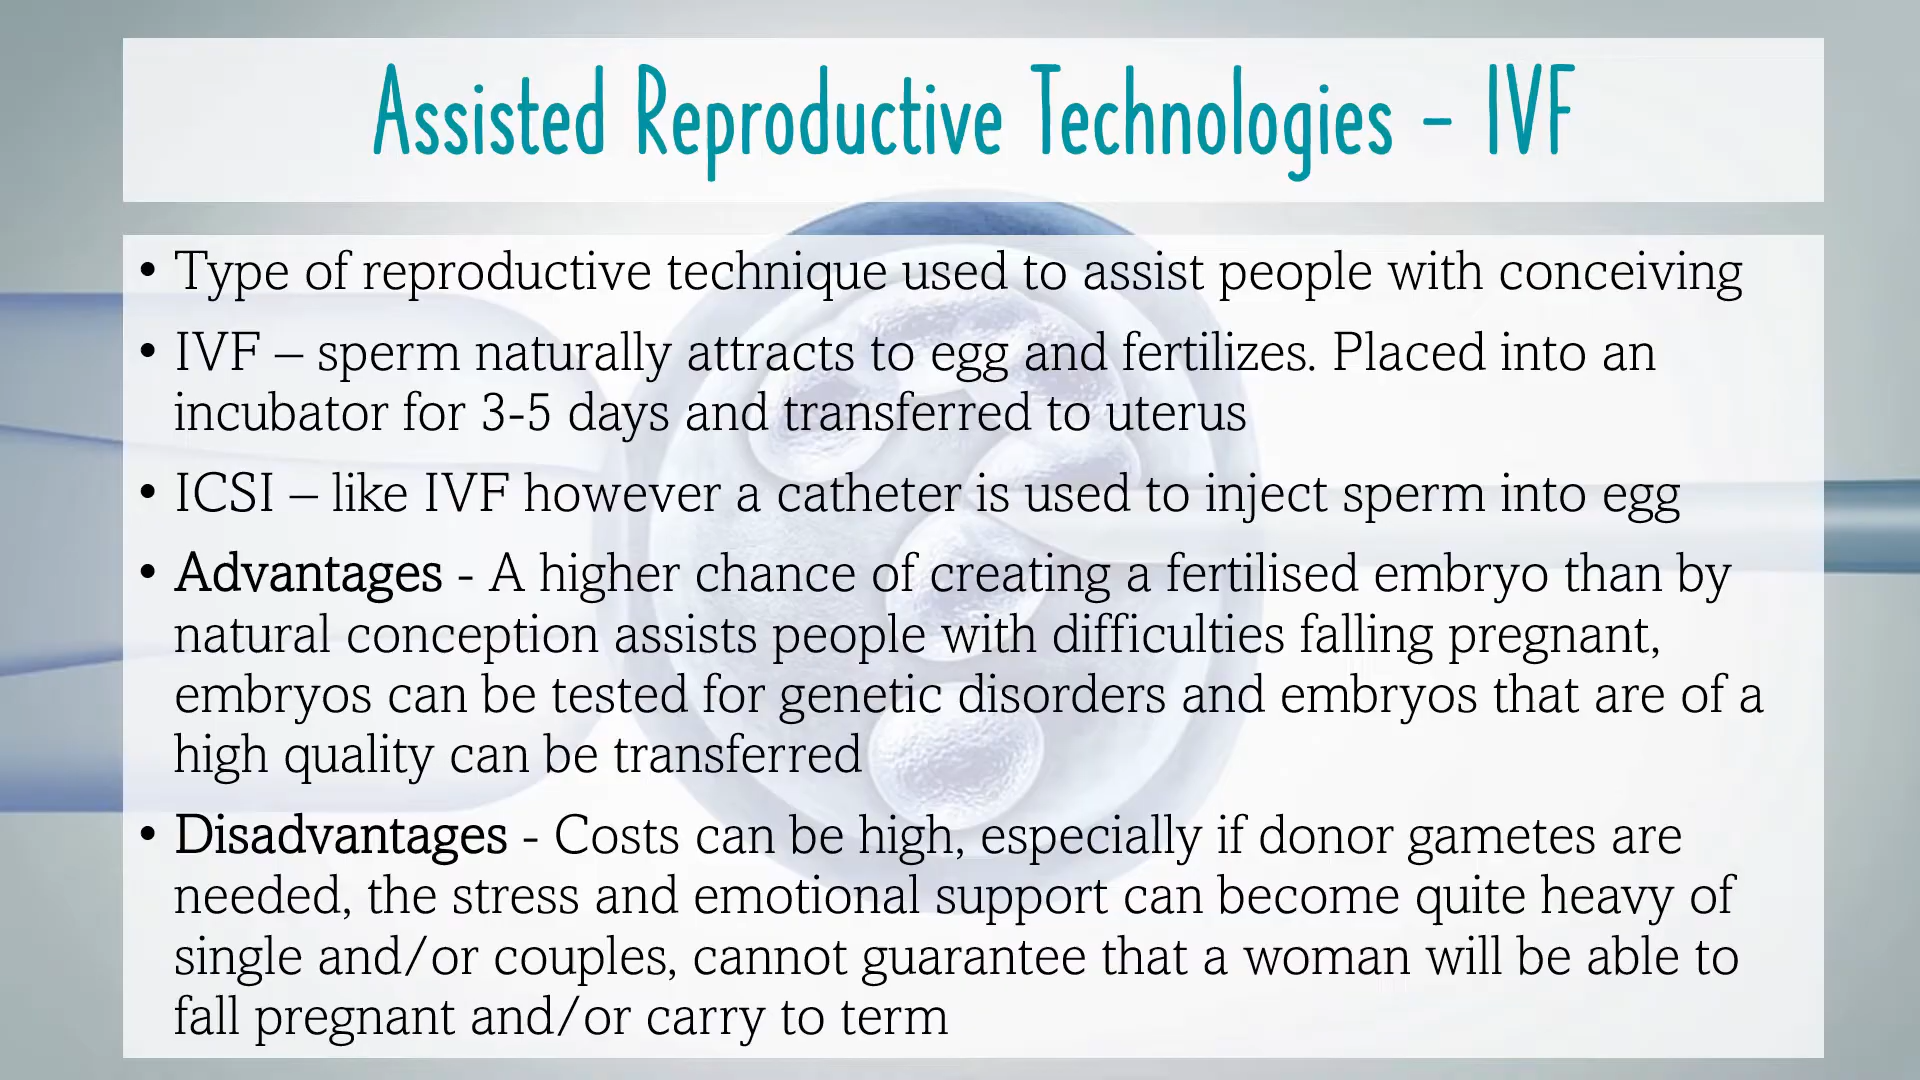 Assisted Reproductive Technologies - IVF
• Type of reproductive technique used to assist people with conceiving
• IVF – sperm naturally attracts to egg and fertilizes. Placed into an
incubator for 3-5 days and transferred to uterus
• ICSI – like IVF however a catheter is used to inject sperm into egg
• Advantages - A higher chance of creating a fertilised embryo than by
natural conception assists people with difficulties falling pregnant,
embryos can be tested for genetic disorders and embryos that are of a
high quality can be transferred
• Disadvantages - Costs can be high, especially if donor gametes are
needed, the stress and emotional support can become quite heavy of
single and/or couples, cannot guarantee that a woman will be able to
fall pregnant and/or carry to term